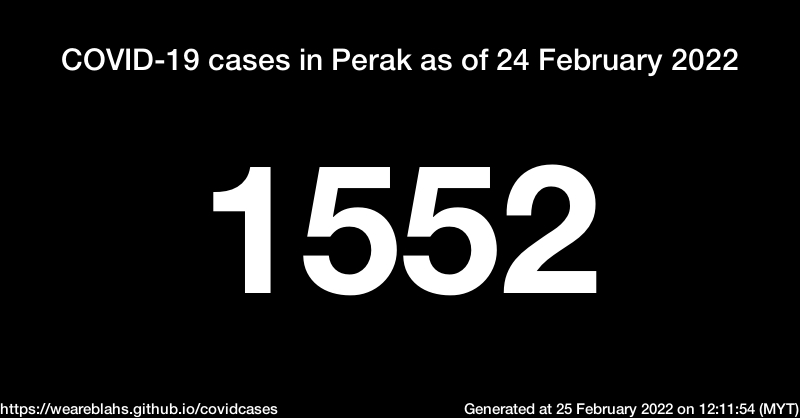 COVID-19 cases in Perak as of 24 February 2022
1552
https://weareblahs.github.io/covidcases
Generated at 25 February 2022 on 12:11:54 (MYT)